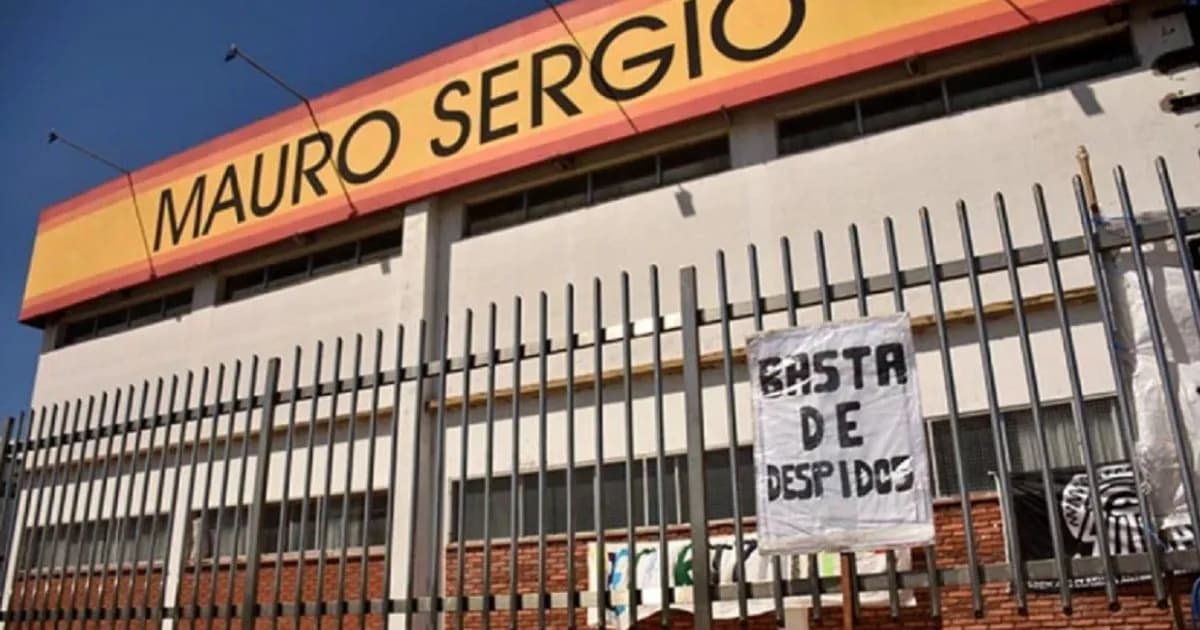 MAURO SERGIO
BASTA
DE
DESPIDOS